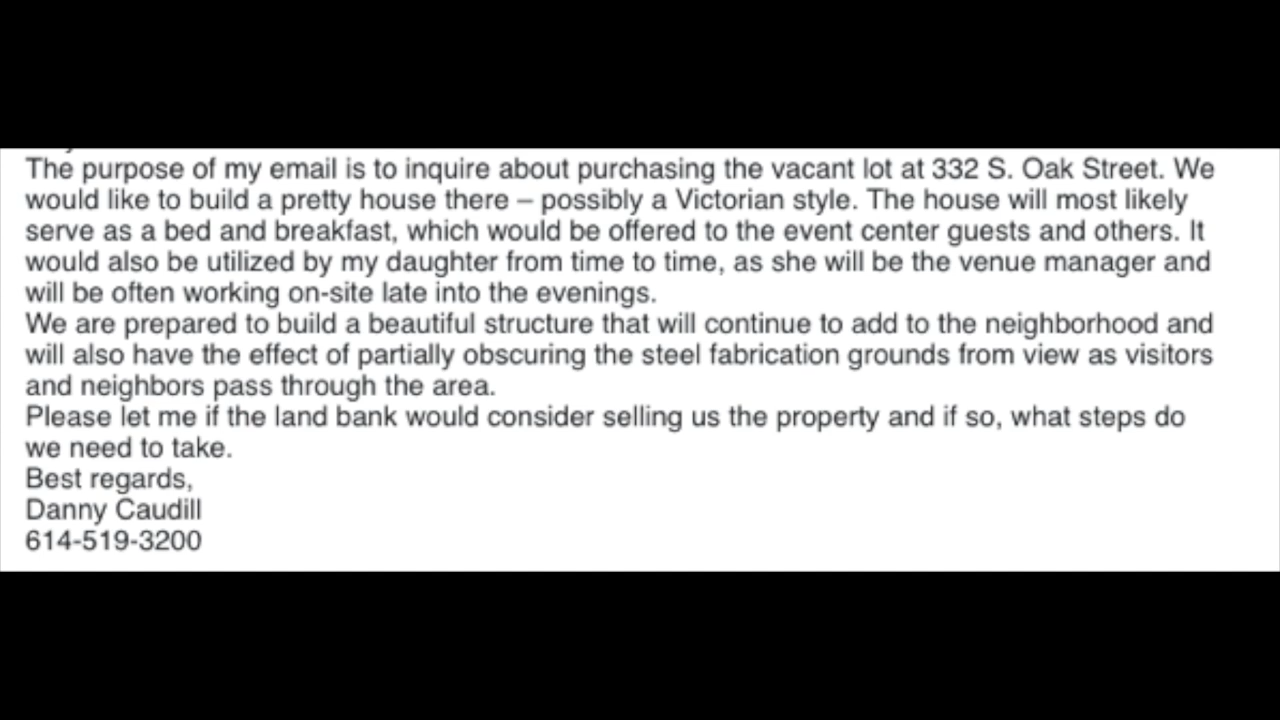 The purpose of my email is to inquire about purchasing the vacant lot at 332 S. Oak Street. We
would like to build a pretty house there – possibly a Victorian style. The house will most likely
serve as a bed and breakfast, which would be offered to the event center guests and others. It
would also be utilized by my daughter from time to time, as she will be the venue manager and
will be often working on-site late into the evenings.
We are prepared to build a beautiful structure that will continue to add to the neighborhood and
will also have the effect of partially obscuring the steel fabrication grounds from view as visitors
and neighbors pass through the area.
Please let me if the land bank would consider selling us the property and if so, what steps do
we need to take.
Best regards,
Danny Caudill
614-519-3200